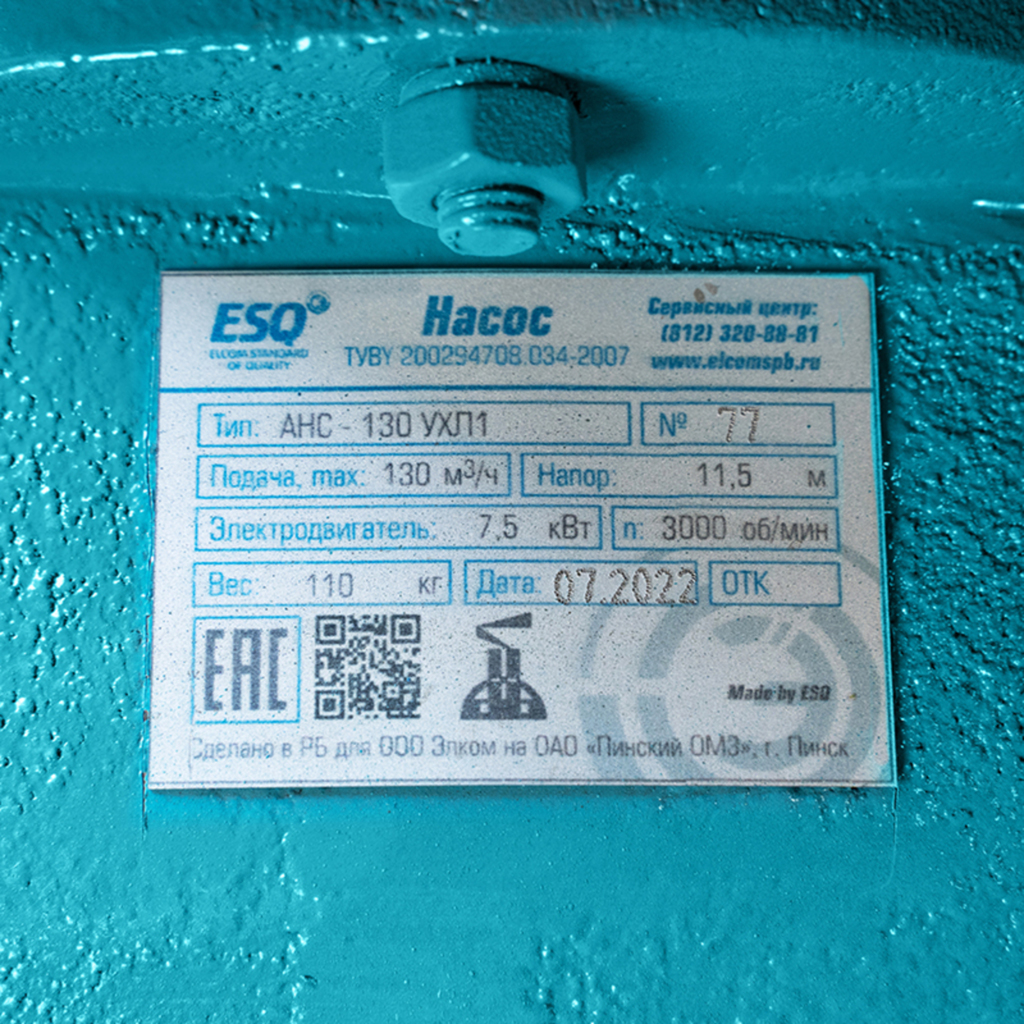 ESQ
ELCOM STANDARD
OF QUALITY
Насос
ТУBY 200294708.034-2007
Сервисный центр:
(812) 320-88-81
www.elcomspb.ru
Тип: АНС - 130 УХЛ1
№ 77
Подача, max: 130 м³/ч
Напор: 11,5 м
Электродвигатель: 7,5 кВт
n: 3000 об/мин
Вес: 110 кг
Дата: 07.2022
ОТК
EAC
Made by ESQ
Сделано в РБ для ООО Элком на ОАО «Пинский ОМЗ», г. Пинск